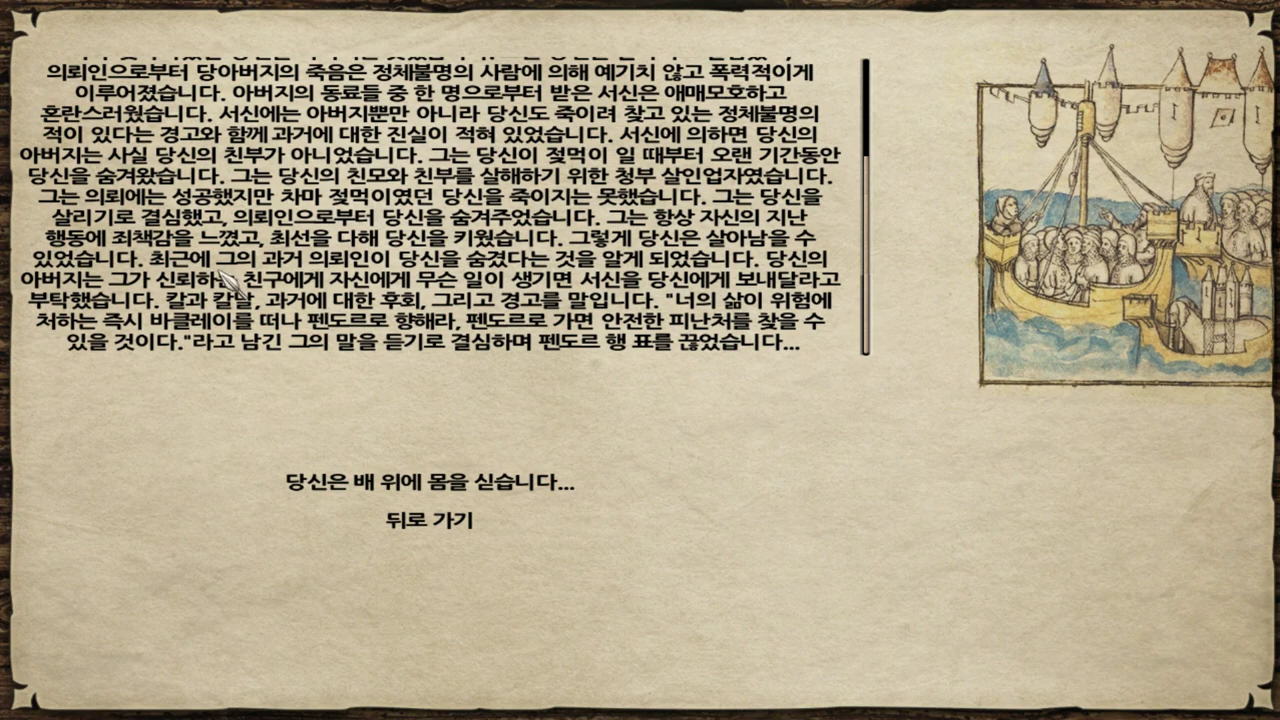 의뢰인으로부터 당아버지의 죽음은 정체불명의 사람에 의해 예기치 않고 폭력적이게
이루어졌습니다. 아버지의 동료들 중 한 명으로부터 받은 서신은 애매모호하고
혼란스러웠습니다. 서신에는 아버지뿐만 아니라 당신도 죽이려 찾고 있는 정체불명의
적이 있다는 경고와 함께 과거에 대한 진실이 적혀 있었습니다. 서신에 의하면 당신의
아버지는 사실 당신의 친부가 아니었습니다. 그는 당신이 젖먹이 일 때부터 오랜 기간동안
당신을 숨겨왔습니다. 그는 당신의 친모와 친부를 살해하기 위한 청부 살인업자였습니다.
그는 의뢰에는 성공했지만 차마 젖먹이였던 당신을 죽이지는 못했습니다. 그는 당신을
살리기로 결심했고, 의뢰인으로부터 당신을 숨겨주었습니다. 그는 항상 자신의 지난
행동에 죄책감을 느꼈고, 최선을 다해 당신을 키웠습니다. 그렇게 당신은 살아남을 수
있었습니다. 최근에 그의 과거 의뢰인이 당신을 숨겼다는 것을 알게 되었습니다. 당신의
아버지는 그가 신뢰하는 친구에게 자신에게 무슨 일이 생기면 서신을 당신에게 보내달라고
부탁했습니다. 칼과 칼날, 과거에 대한 후회, 그리고 경고를 말입니다. "너의 삶이 위험에
처하는 즉시 바클레이를 떠나 펜도르로 향해라, 펜도르로 가면 안전한 피난처를 찾을 수
있을 것이다."라고 남긴 그의 말을 듣기로 결심하며 펜도르 행 표를 끊었습니다...
당신은 배 위에 몸을 싣습니다...
뒤로 가기